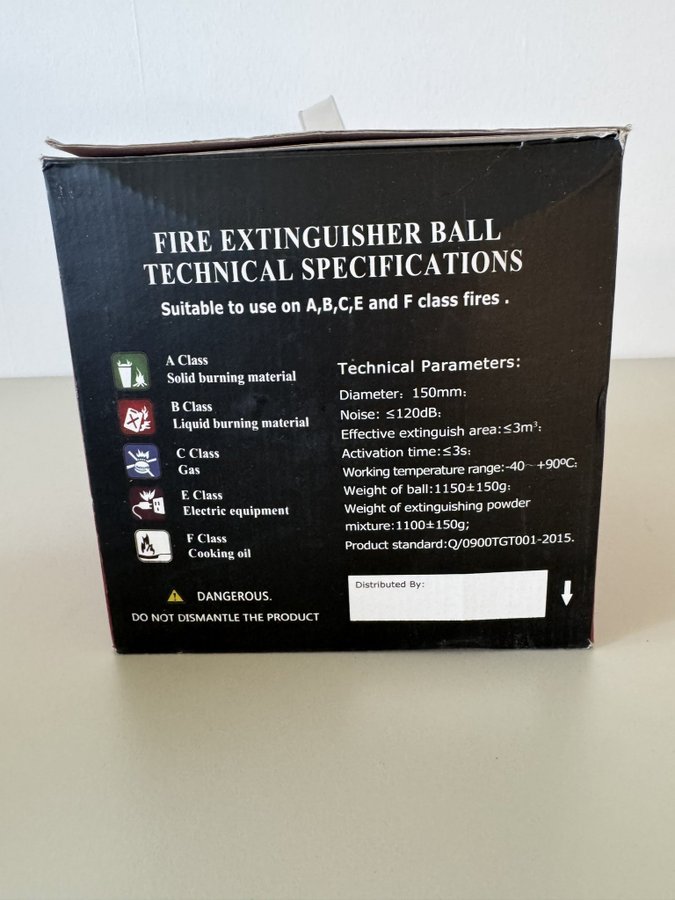 FIRE EXTINGUISHER BALL
TECHNICAL SPECIFICATIONS
Suitable to use on A,B,C,E and F class fires .
A Class
Solid burning material
B Class
Liquid burning material
C Class
Gas
E Class
Electric equipment
F Class
Cooking oil
DANGEROUS.
DO NOT DISMANTLE THE PRODUCT
Technical Parameters:
Diameter: 150mm;
Noise: ≤120dB;
Effective extinguish area:≤3m³;
Activation time:≤3s;
Working temperature range:-40~+90ºC;
Weight of ball:1150±150g;
Weight of extinguishing powder
mixture:1100±150g;
Product standard:Q/0900TGT001-2015.
Distributed By: